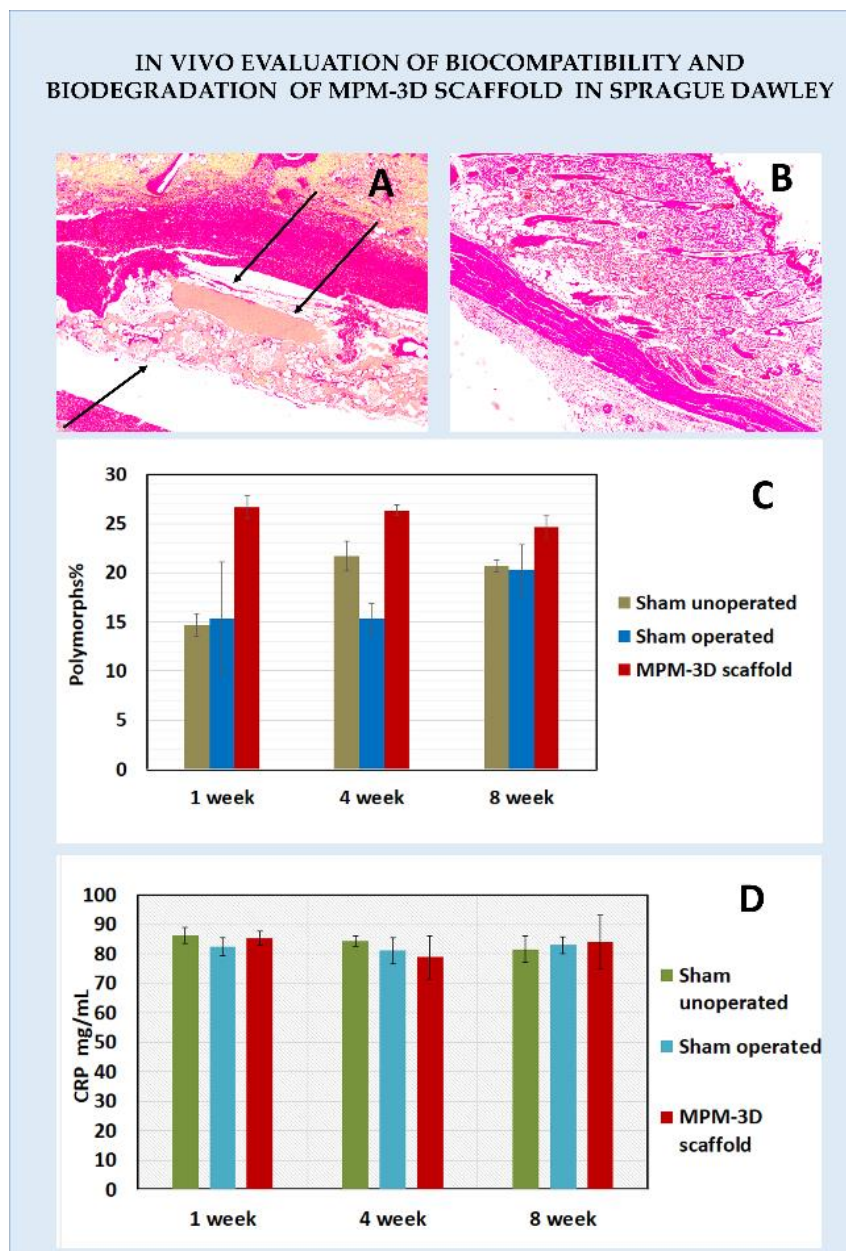 IN VIVO EVALUATION OF BIOCOMPATIBILITY AND
BIODEGRADATION OF MPM-3D SCAFFOLD IN SPRAGUE DAWLEY
A
B
C
Polymorphs%
30
25
20
15
10
5
0
1 week
4 week
8 week
Sham unoperated
Sham operated
MPM-3D scaffold
D
CRP mg/mL
100
90
80
70
60
50
40
30
20
10
0
1 week
4 week
8 week
Sham
unoperated
Sham operated
MPM-3D
scaffold